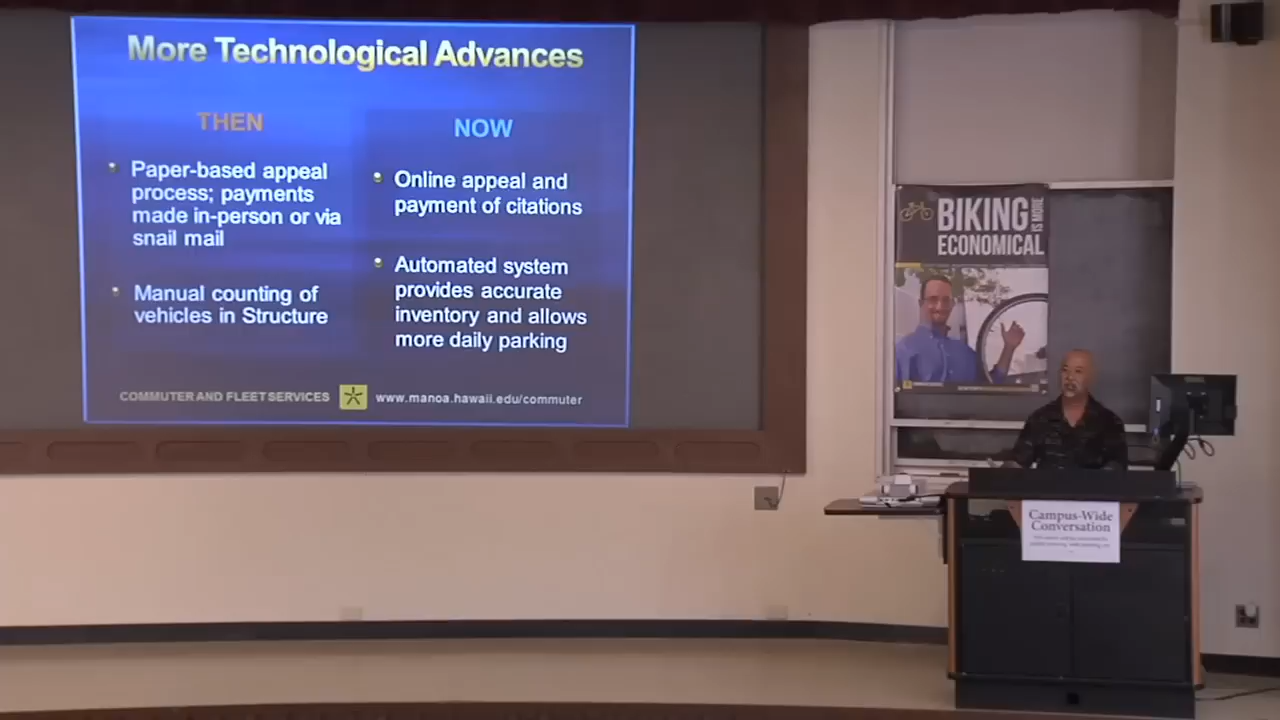 More Technological Advances
THEN
Paper-based appeal
process; payments
made in-person or via
snail mail
Manual counting of
vehicles in Structure
NOW
Online appeal and
payment of citations
Automated system
provides accurate
inventory and allows
more daily parking
COMMUTER AND FLEET SERVICES
www.manoa.hawaii.edu/commuter
BIKING
IS MORE
ECONOMICAL
Campus-Wide
Conversation